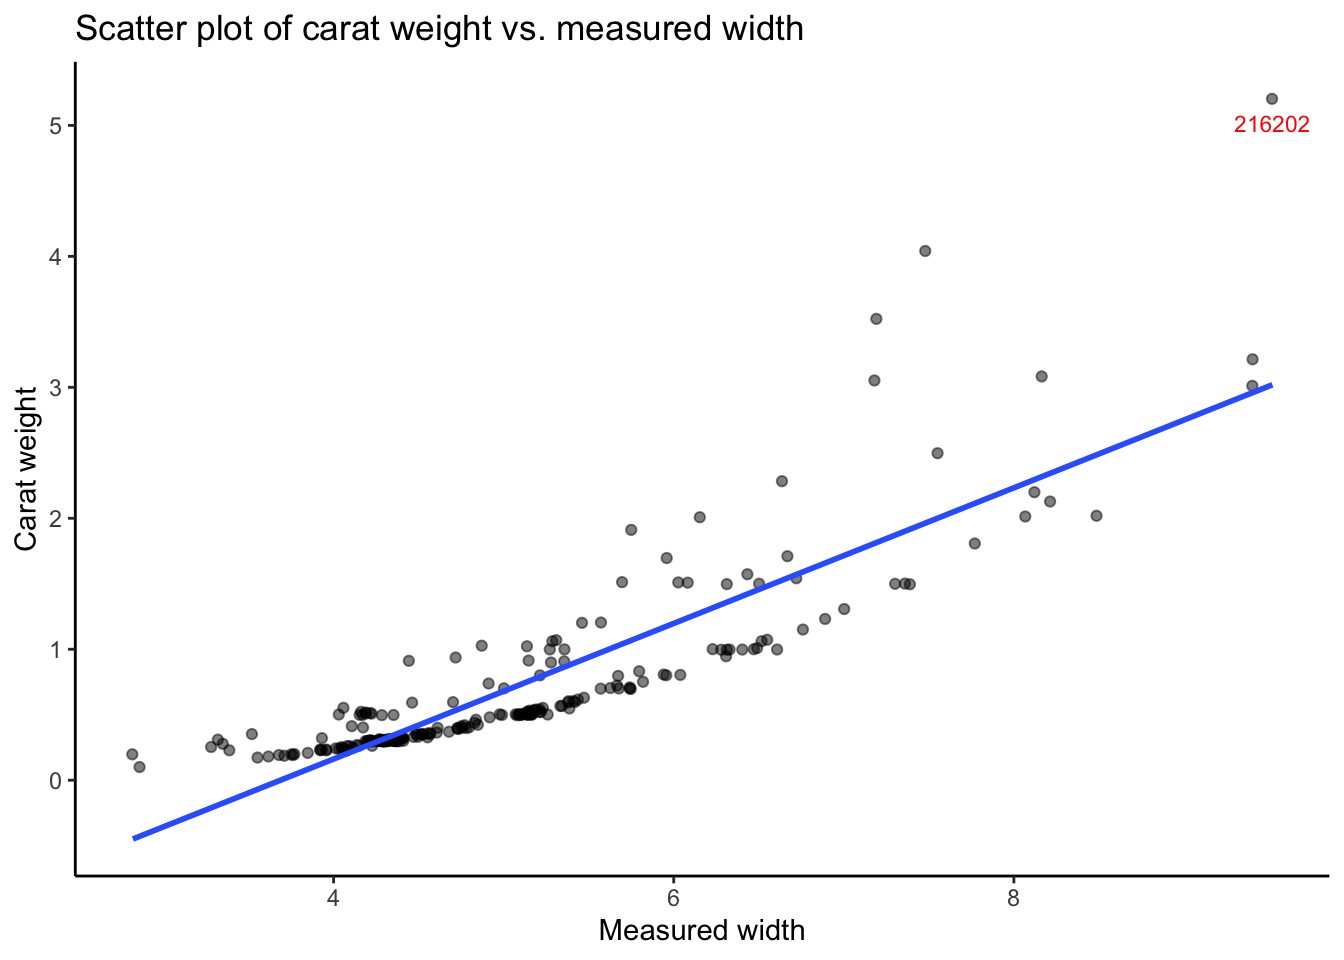 Scatter plot of carat weight vs. measured width
5
216202
4
3
2
1
0
Carat weight
4 6 8
Measured width